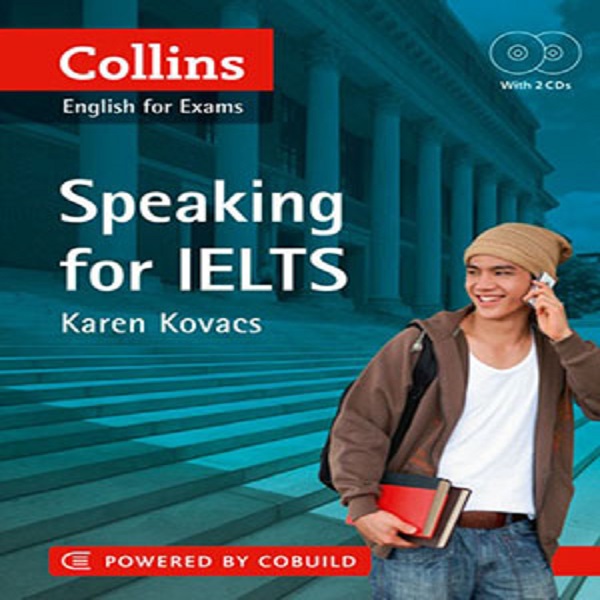 Collins
English for Exams
With 2 CDs
Speaking
for IELTS
Karen Kovacs
POWERED BY COBUILD